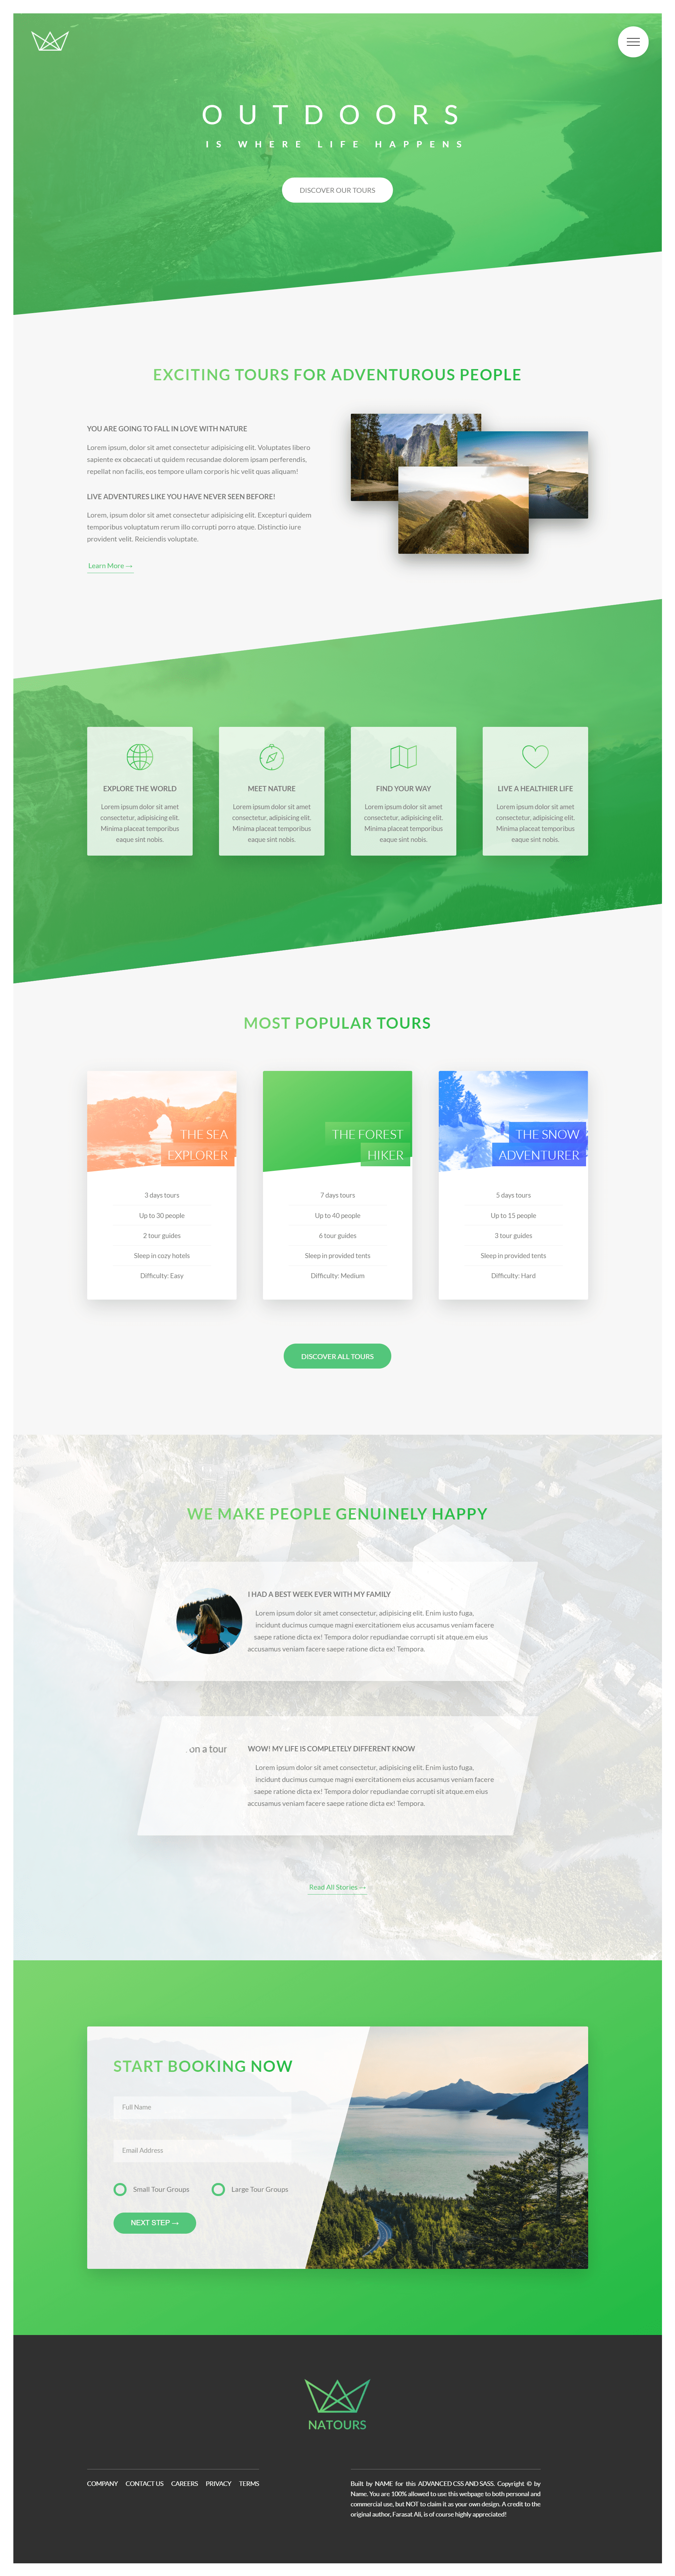 OUTDOORS
IS WHERE LIFE HAPPENS
DISCOVER OUR TOURS
EXCITING TOURS FOR ADVENTUROUS PEOPLE
YOU ARE GOING TO FALL IN LOVE WITH NATURE
Lorem ipsum, dolor sit amet consectetur adipisicing elit. Voluptates libero
sapiente ex obcaecati ut quidem recusandae dolorem ipsam perferendis,
repellat non facilis, eos tempore ullam corporis hic velit quas aliquam!
LIVE ADVENTURES LIKE YOU HAVE NEVER SEEN BEFORE!
Lorem, ipsum dolor sit amet consectetur adipisicing elit. Excepturi quidem
temporibus voluptatum rerum illo corrupti porro atque. Distinctio iure
provident velit. Reiciendis voluptate.
Learn More →
EXPLORE THE WORLD
Lorem ipsum dolor sit amet
consectetur, adipisicing elit.
Minima placeat temporibus
eaque sint nobis.
MEET NATURE
Lorem ipsum dolor sit amet
consectetur, adipisicing elit.
Minima placeat temporibus
eaque sint nobis.
FIND YOUR WAY
Lorem ipsum dolor sit amet
consectetur, adipisicing elit.
Minima placeat temporibus
eaque sint nobis.
LIVE A HEALTHIER LIFE
Lorem ipsum dolor sit amet
consectetur, adipisicing elit.
Minima placeat temporibus
eaque sint nobis.
MOST POPULAR TOURS
THE SEA
EXPLORER
3 days tours
Up to 30 people
2 tour guides
Sleep in cozy hotels
Difficulty: Easy
THE FOREST
HIKER
7 days tours
Up to 40 people
6 tour guides
Sleep in provided tents
Difficulty: Medium
THE SNOW
ADVENTURER
5 days tours
Up to 15 people
3 tour guides
Sleep in provided tents
Difficulty: Hard
DISCOVER ALL TOURS
WE MAKE PEOPLE GENUINELY HAPPY
I HAD A BEST WEEK EVER WITH MY FAMILY
Lorem ipsum dolor sit amet consectetur, adipisicing elit. Enim iusto fuga,
incidunt ducimus cumque magni exercitationem eius accusamus veniam facere
saepe ratione dicta ex! Tempora dolor repudiandae corrupti sit atque.em eius
accusamus veniam facere saepe ratione dicta ex! Tempora.
on a tour
WOW! MY LIFE IS COMPLETELY DIFFERENT KNOW
Lorem ipsum dolor sit amet consectetur, adipisicing elit. Enim iusto fuga,
incidunt ducimus cumque magni exercitationem eius accusamus veniam facere
saepe ratione dicta ex! Tempora dolor repudiandae corrupti sit atque.em eius
accusamus veniam facere saepe ratione dicta ex! Tempora.
Read All Stories →
START BOOKING NOW
Full Name
Email Address
Small Tour Groups
Large Tour Groups
NEXT STEP →
NATOURS
COMPANY CONTACT US CAREERS PRIVACY TERMS
Built by NAME for this ADVANCED CSS AND SASS. Copyright © by
Name. You are 100% allowed to use this webpage to both personal and
commercial use, but NOT to claim it as your own design. A credit to the
original author, Farasat Ali, is of course highly appreciated!